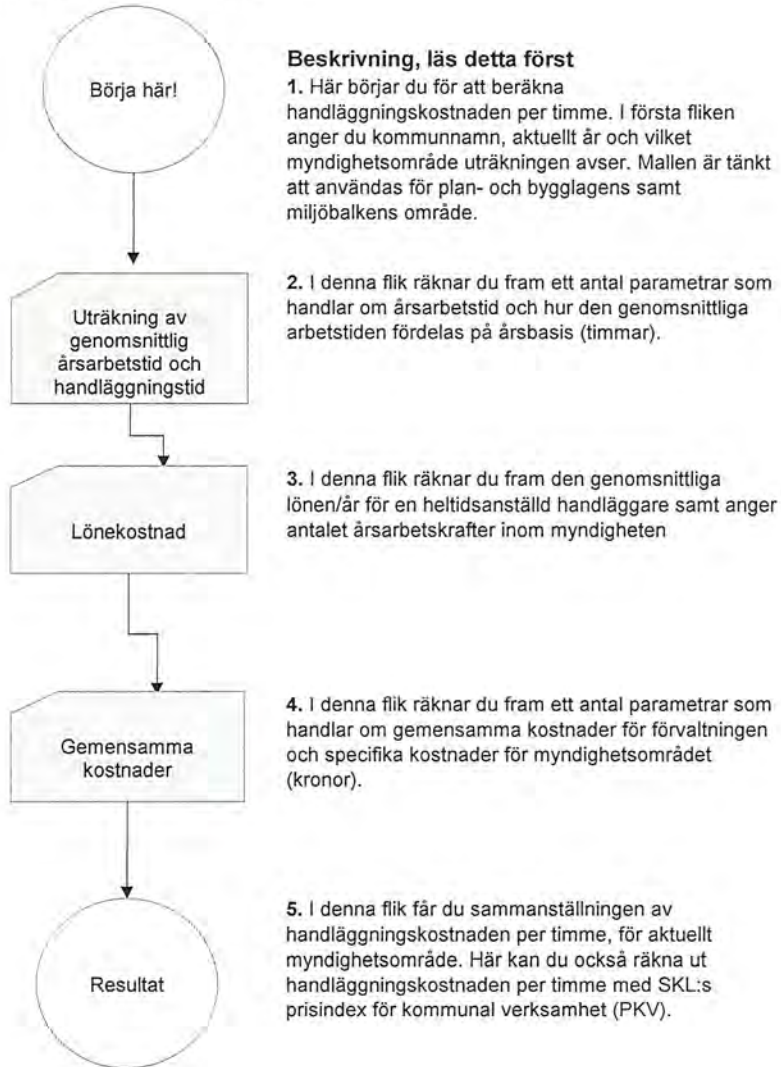 Börja här!
Beskrivning, läs detta först
1. Här börjar du för att beräkna
handläggningskostnaden per timme. I första fliken
anger du kommunnamn, aktuellt år och vilket
myndighetsområde uträkningen avser. Mallen är tänkt
att användas för plan- och bygglagens samt
miljöbalkens område.
Uträkning av
genomsnittlig
årsarbetstid och
handläggningstid
2. I denna flik räknar du fram ett antal parametrar som
handlar om årsarbetstid och hur den genomsnittliga
arbetstiden fördelas på årsbasis (timmar).
Lönekostnad
3. I denna flik räknar du fram den genomsnittliga
lönen/år för en heltidsanställd handläggare samt anger
antalet årsarbetskrafter inom myndigheten
Gemensamma
kostnader
4. I denna flik räknar du fram ett antal parametrar som
handlar om gemensamma kostnader för förvaltningen
och specifika kostnader för myndighetsområdet
(kronor).
Resultat
5. I denna flik får du sammanställningen av
handläggningskostnaden per timme, för aktuellt
myndighetsområde. Här kan du också räkna ut
handläggningskostnaden per timme med SKL:s
prisindex för kommunal verksamhet (PKV).